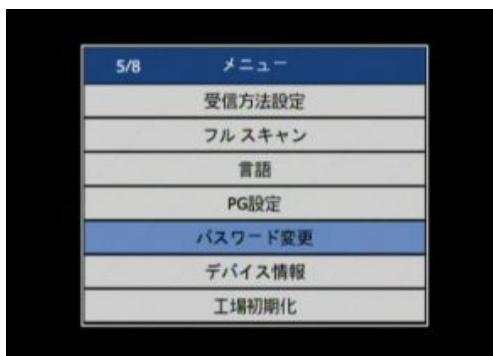 5/8 メニュー
受信方法設定
フル スキャン
言語
PG設定
パスワード変更
デバイス情報
工場初期化